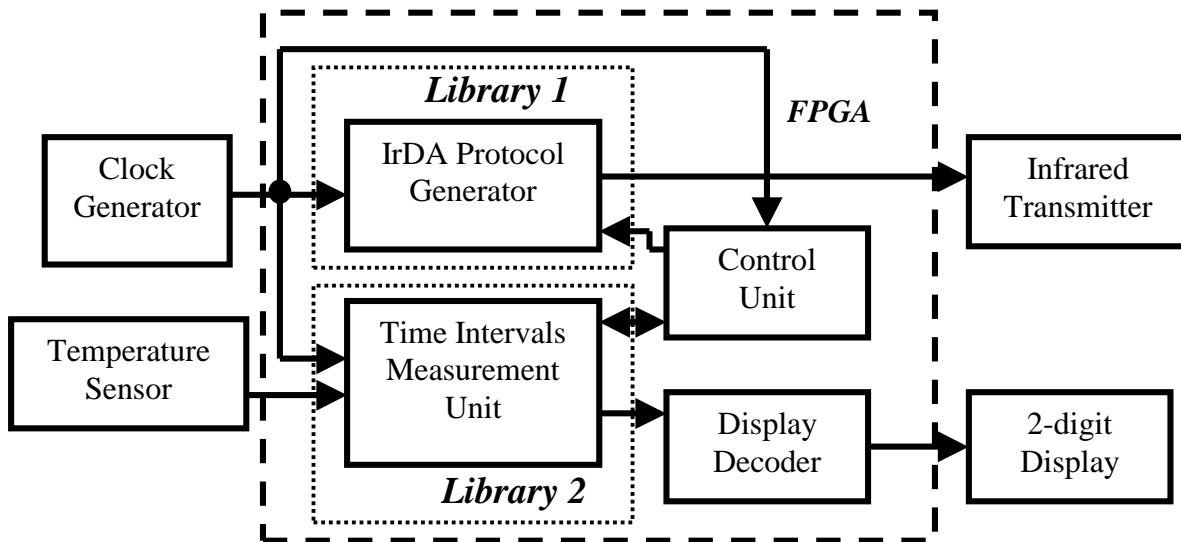 Library 1
FPGA
Clock
Generator
IrDA Protocol
Generator
Infrared
Transmitter
Control
Unit
Temperature
Sensor
Time Intervals
Measurement
Unit
Display
Decoder
2-digit
Display
Library 2